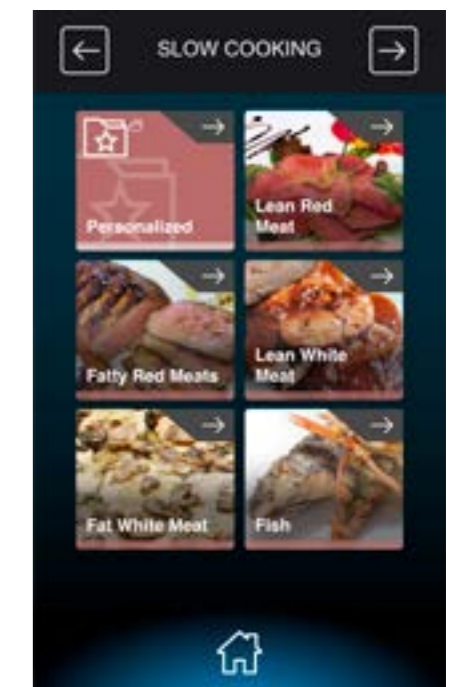 SLOW COOKING
Personalized
Lean Red
Meat
Fatty Red Meats
Lean White
Meat
Fat White Meat
Fish